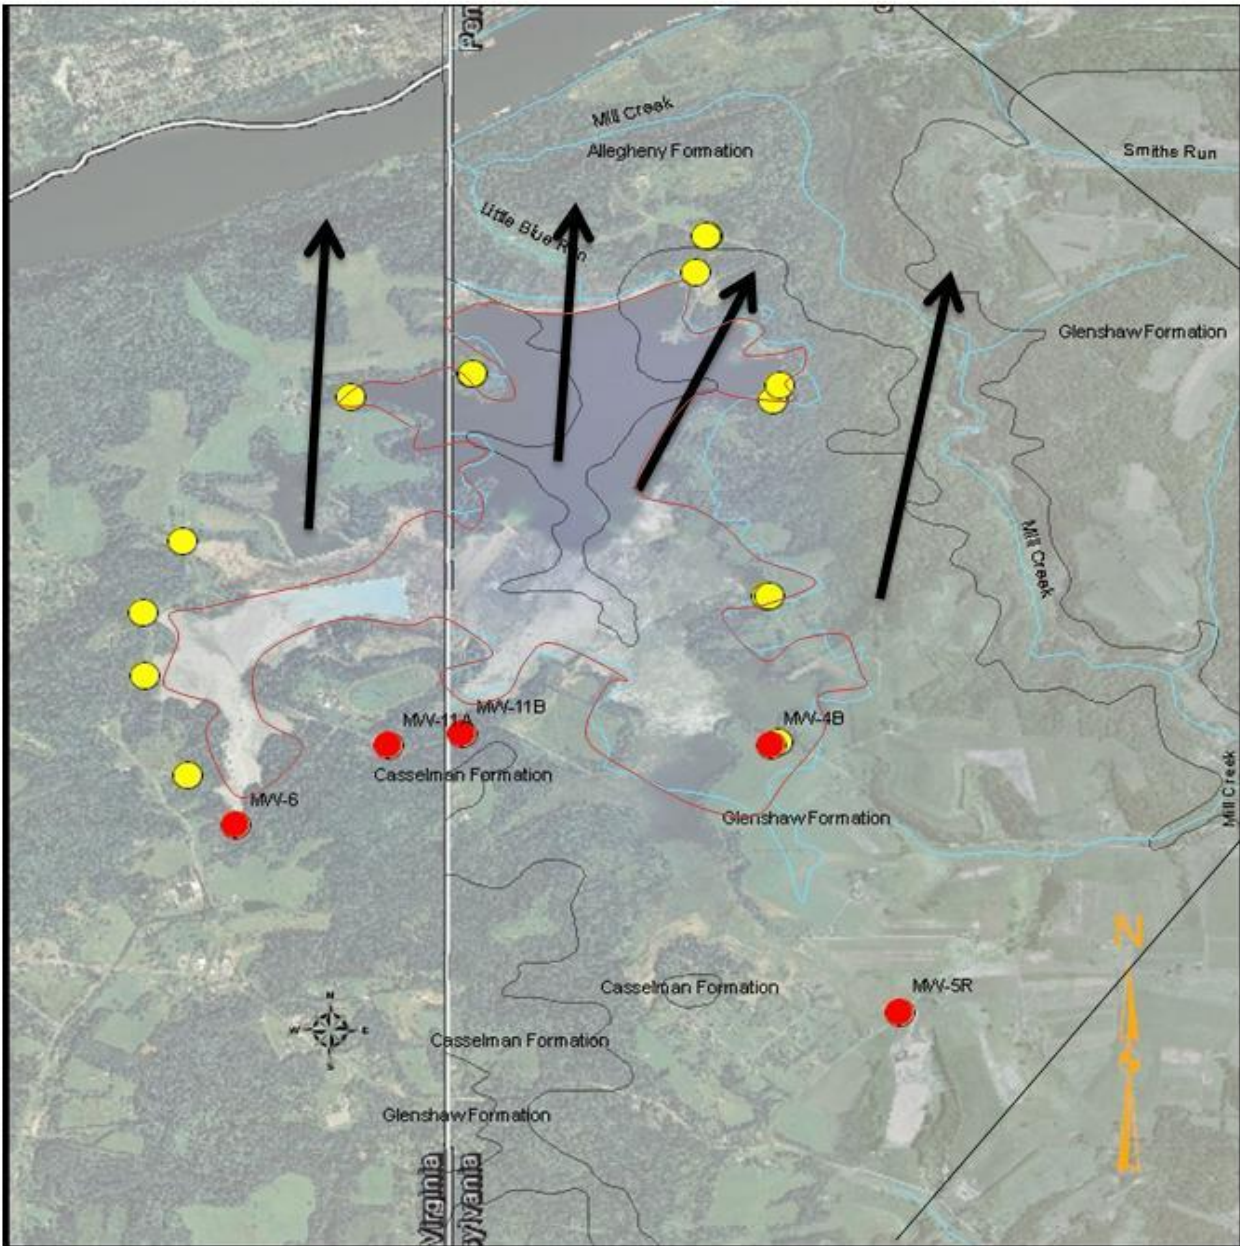 Mill Creek
Allegheny Formation
Smiths Run
Little Blue Run
Glenshaw Formation
Mill Creek
MW-11A
MW-11B
MW-4B
Casselman Formation
Mill Creek
MW-6
Glenshaw Formation
N
Casselman Formation
MW-5R
N
W E
S
Casselman Formation
Glenshaw Formation
Virginia